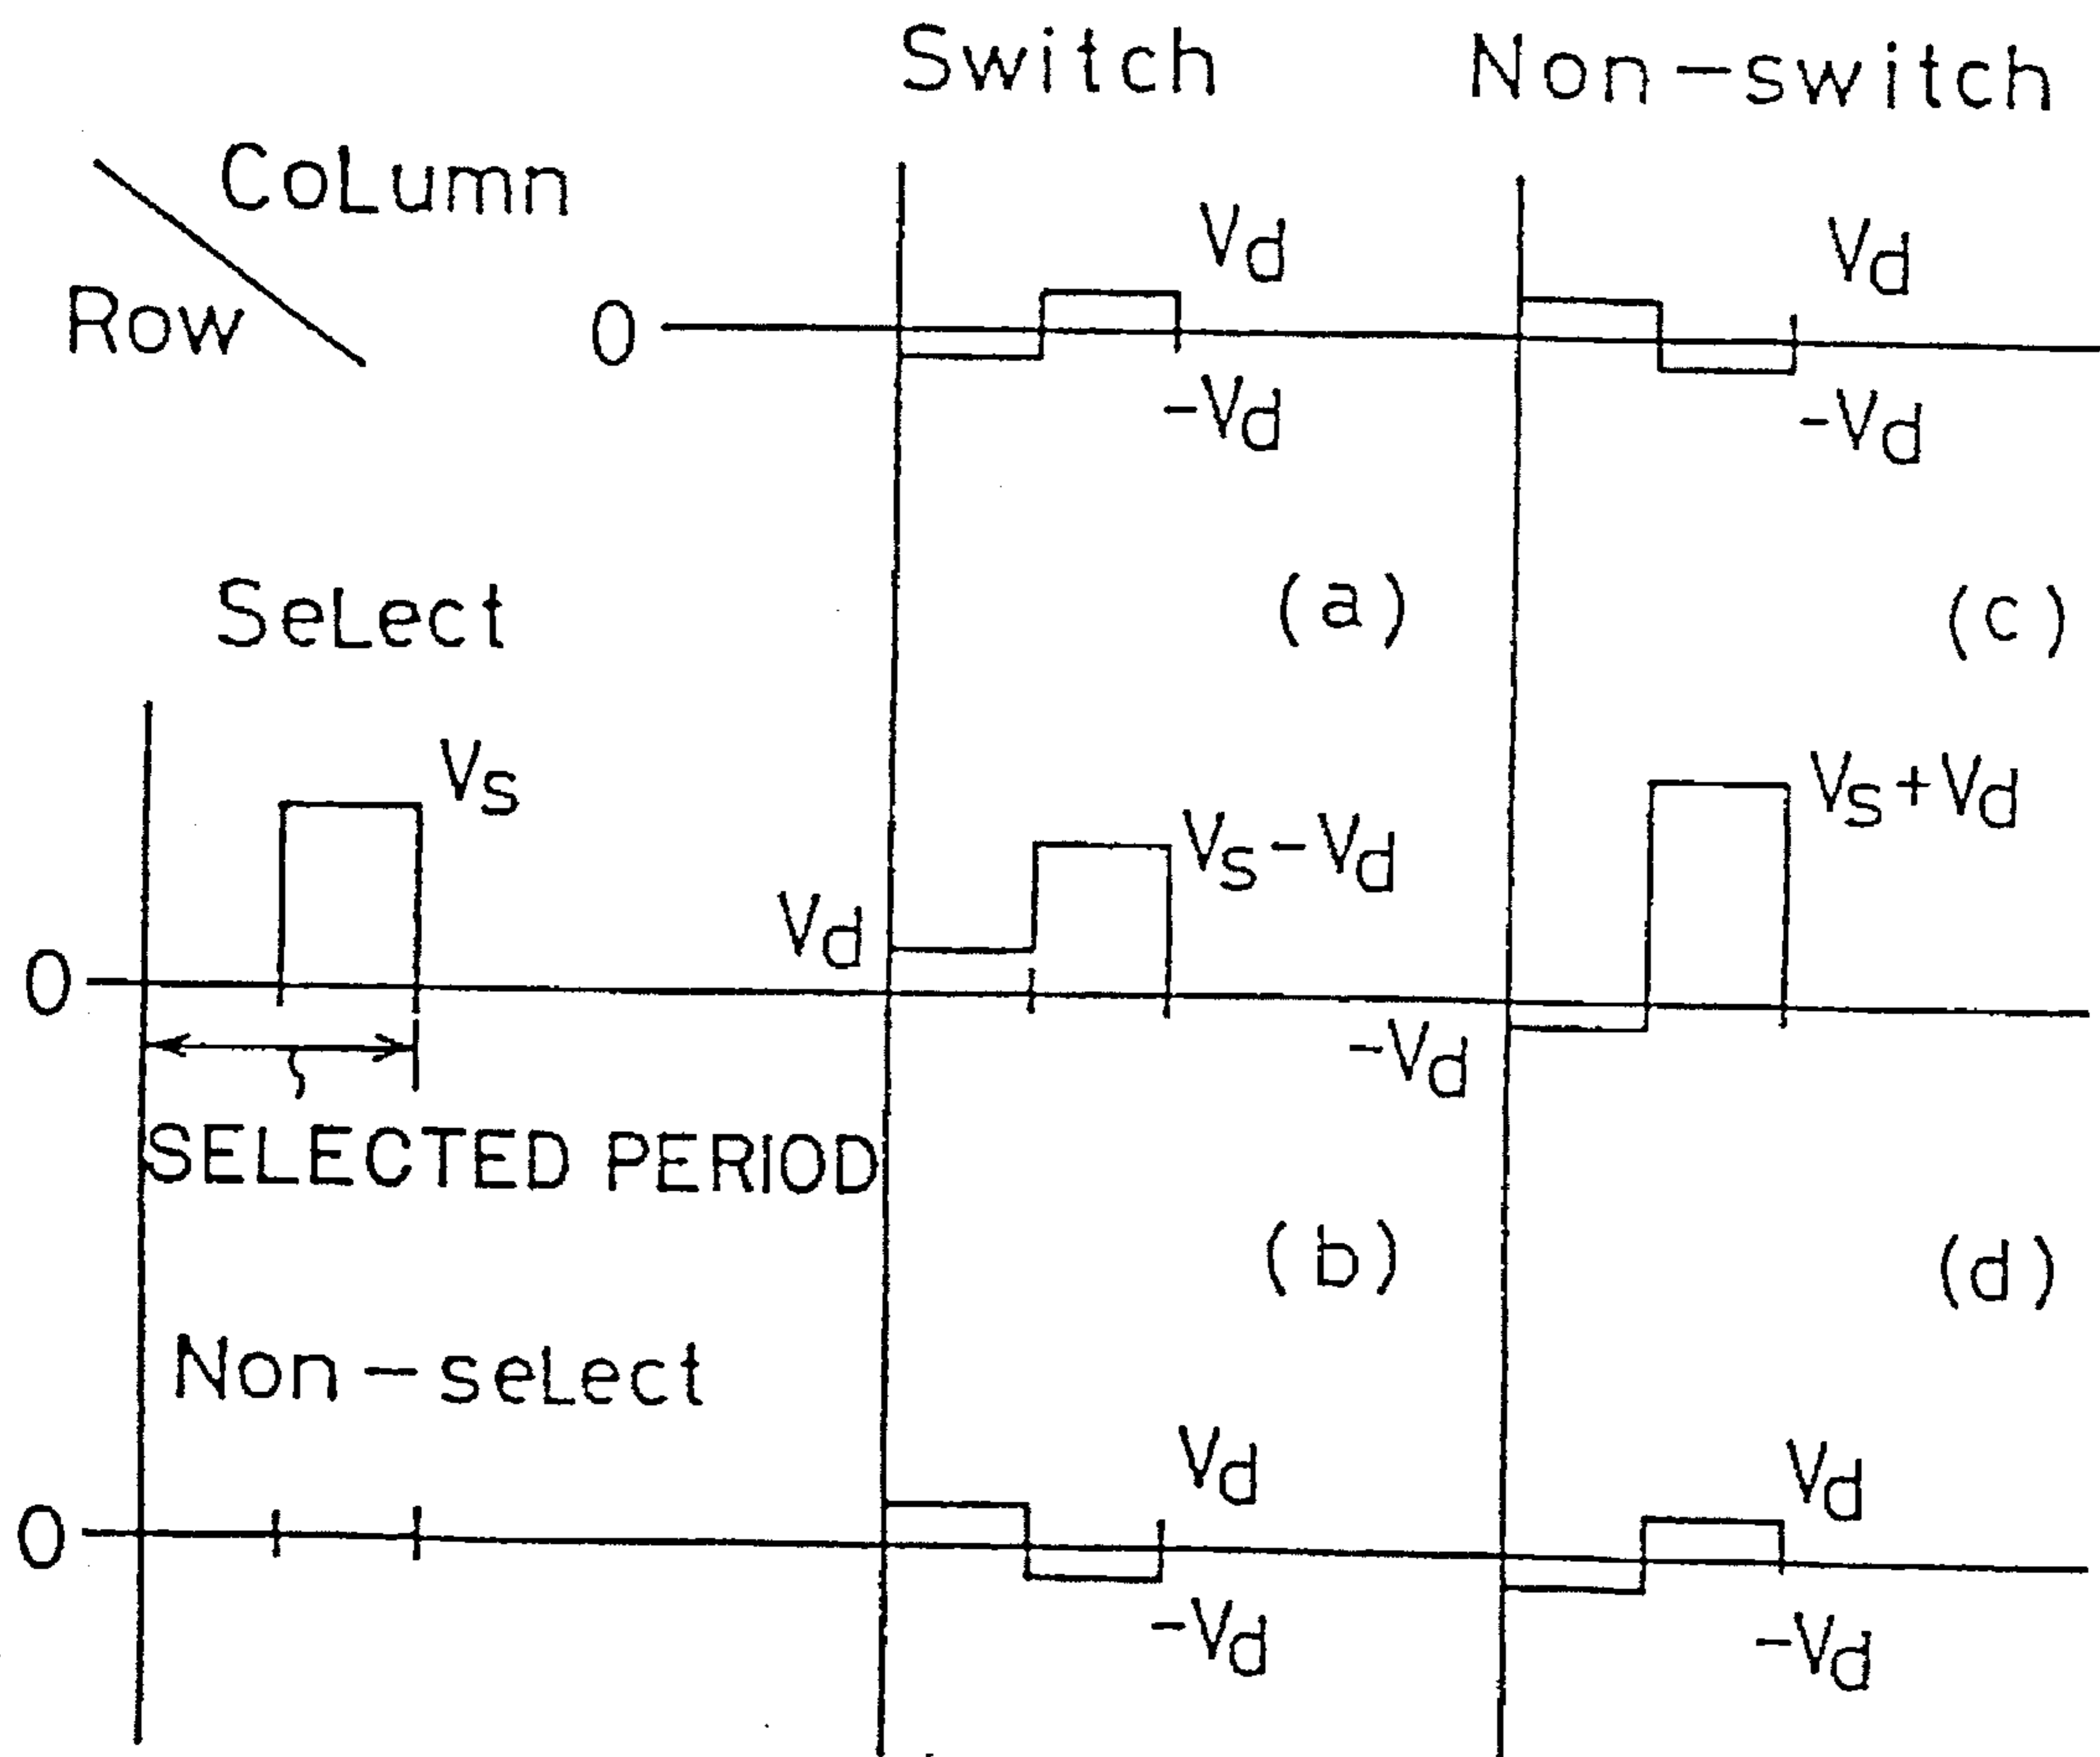 Switch Non-switch
CoLumn
Row
0 Vd Vd
-Vd -Vd
SeLect (a) (c)
Vs Vs-Vd Vs+Vd
Vd
0
-Vd
SELECTED PERIOD
(b) (d)
Non-seLect
Vd Vd
0
-Vd -Vd